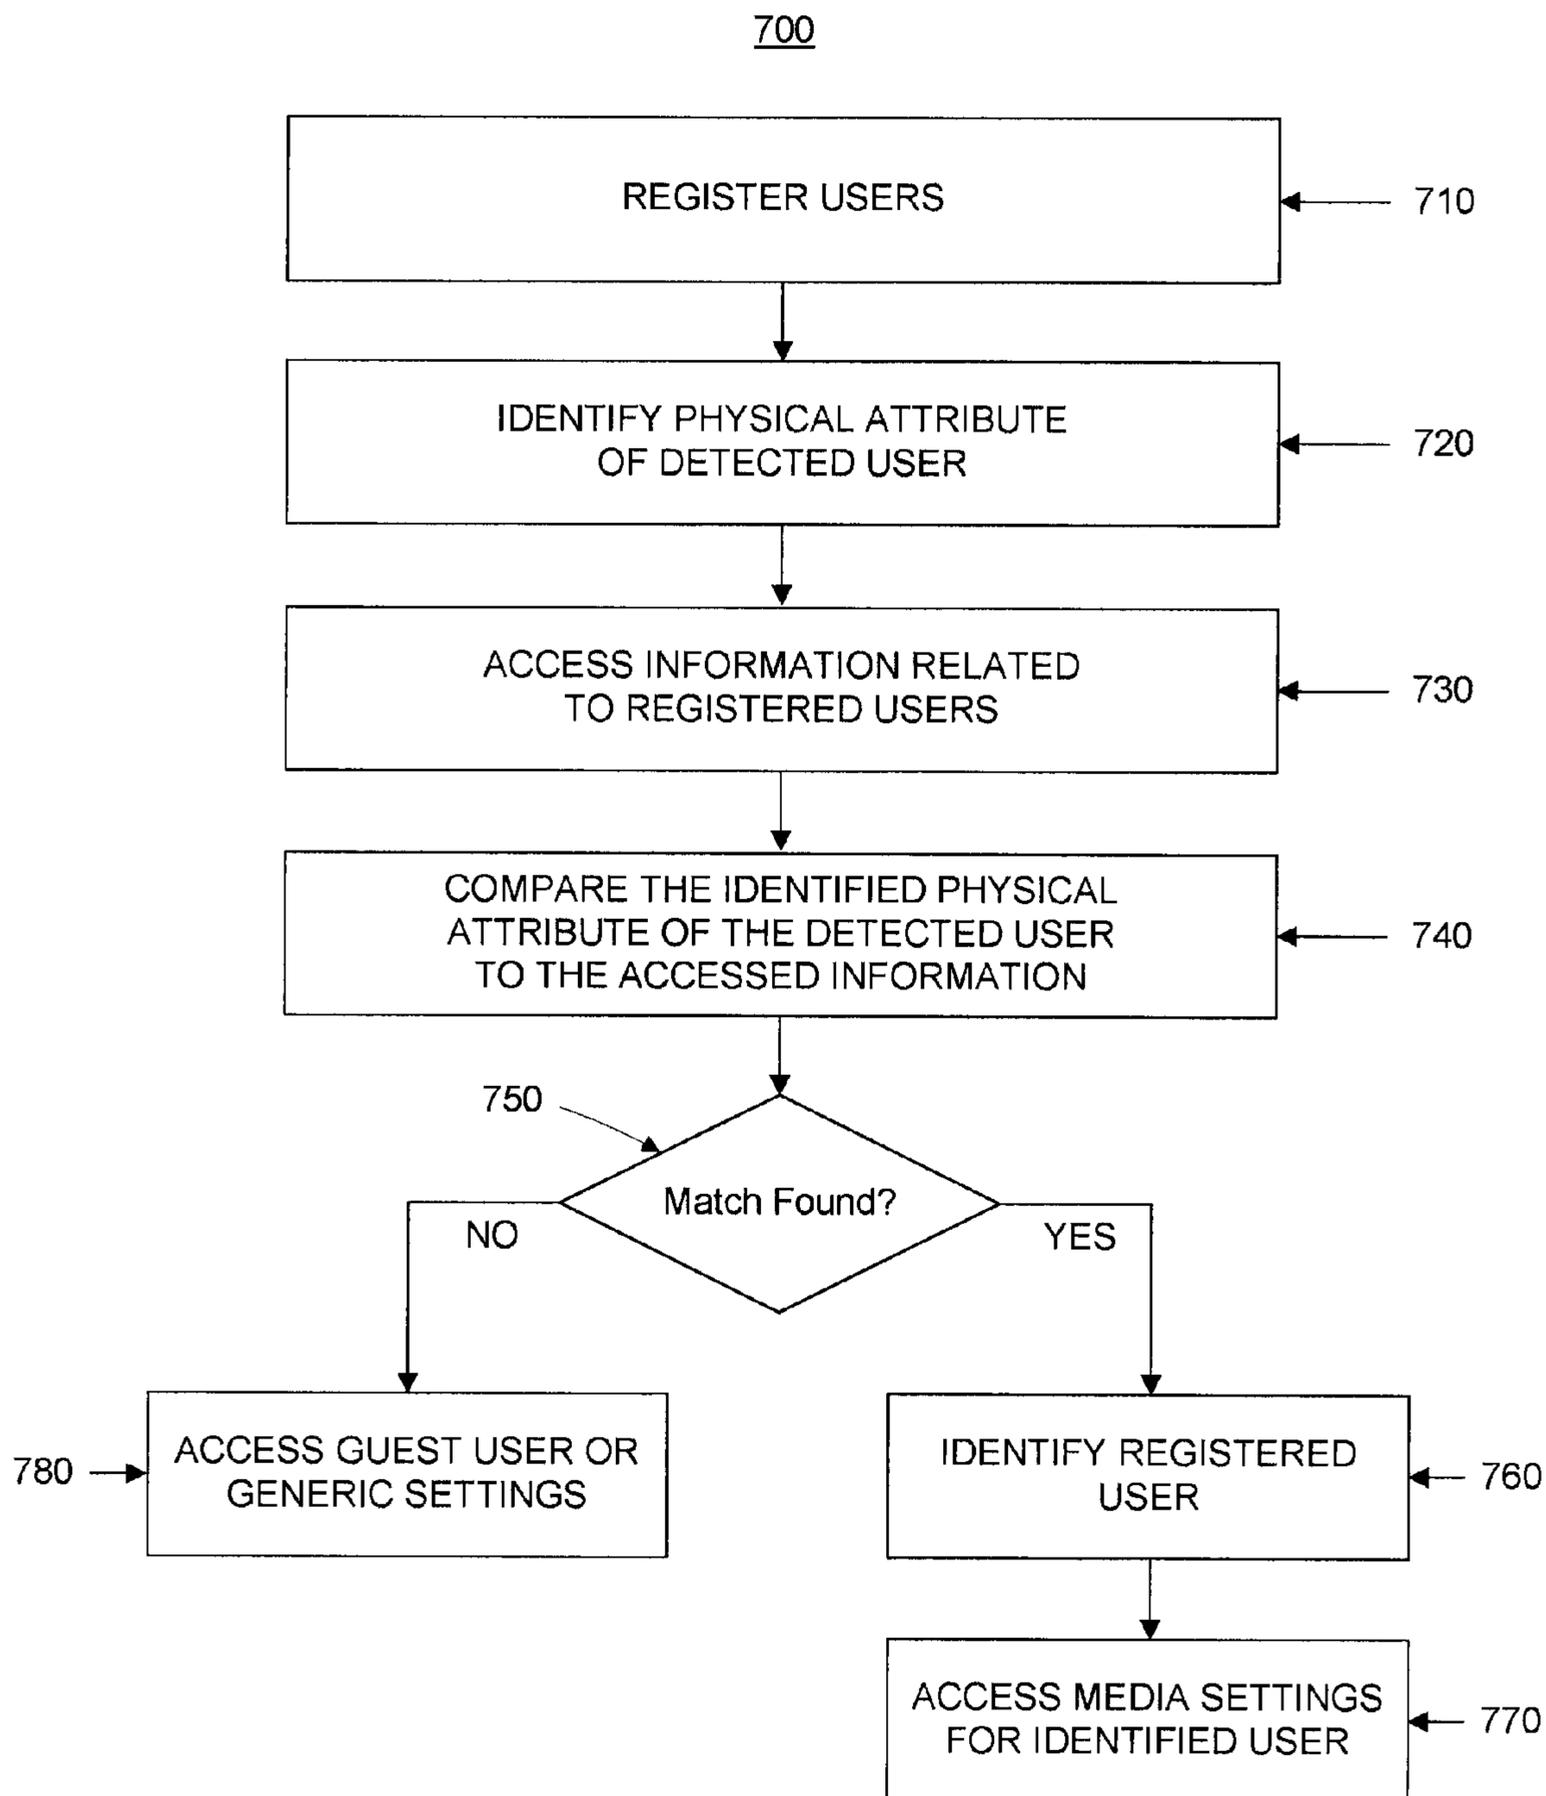 700
REGISTER USERS
710
IDENTIFY PHYSICAL ATTRIBUTE
OF DETECTED USER
720
ACCESS INFORMATION RELATED
TO REGISTERED USERS
730
COMPARE THE IDENTIFIED PHYSICAL
ATTRIBUTE OF THE DETECTED USER
TO THE ACCESSED INFORMATION
740
750
Match Found?
NO
YES
780
ACCESS GUEST USER OR
GENERIC SETTINGS
IDENTIFY REGISTERED
USER
760
ACCESS MEDIA SETTINGS
FOR IDENTIFIED USER
770